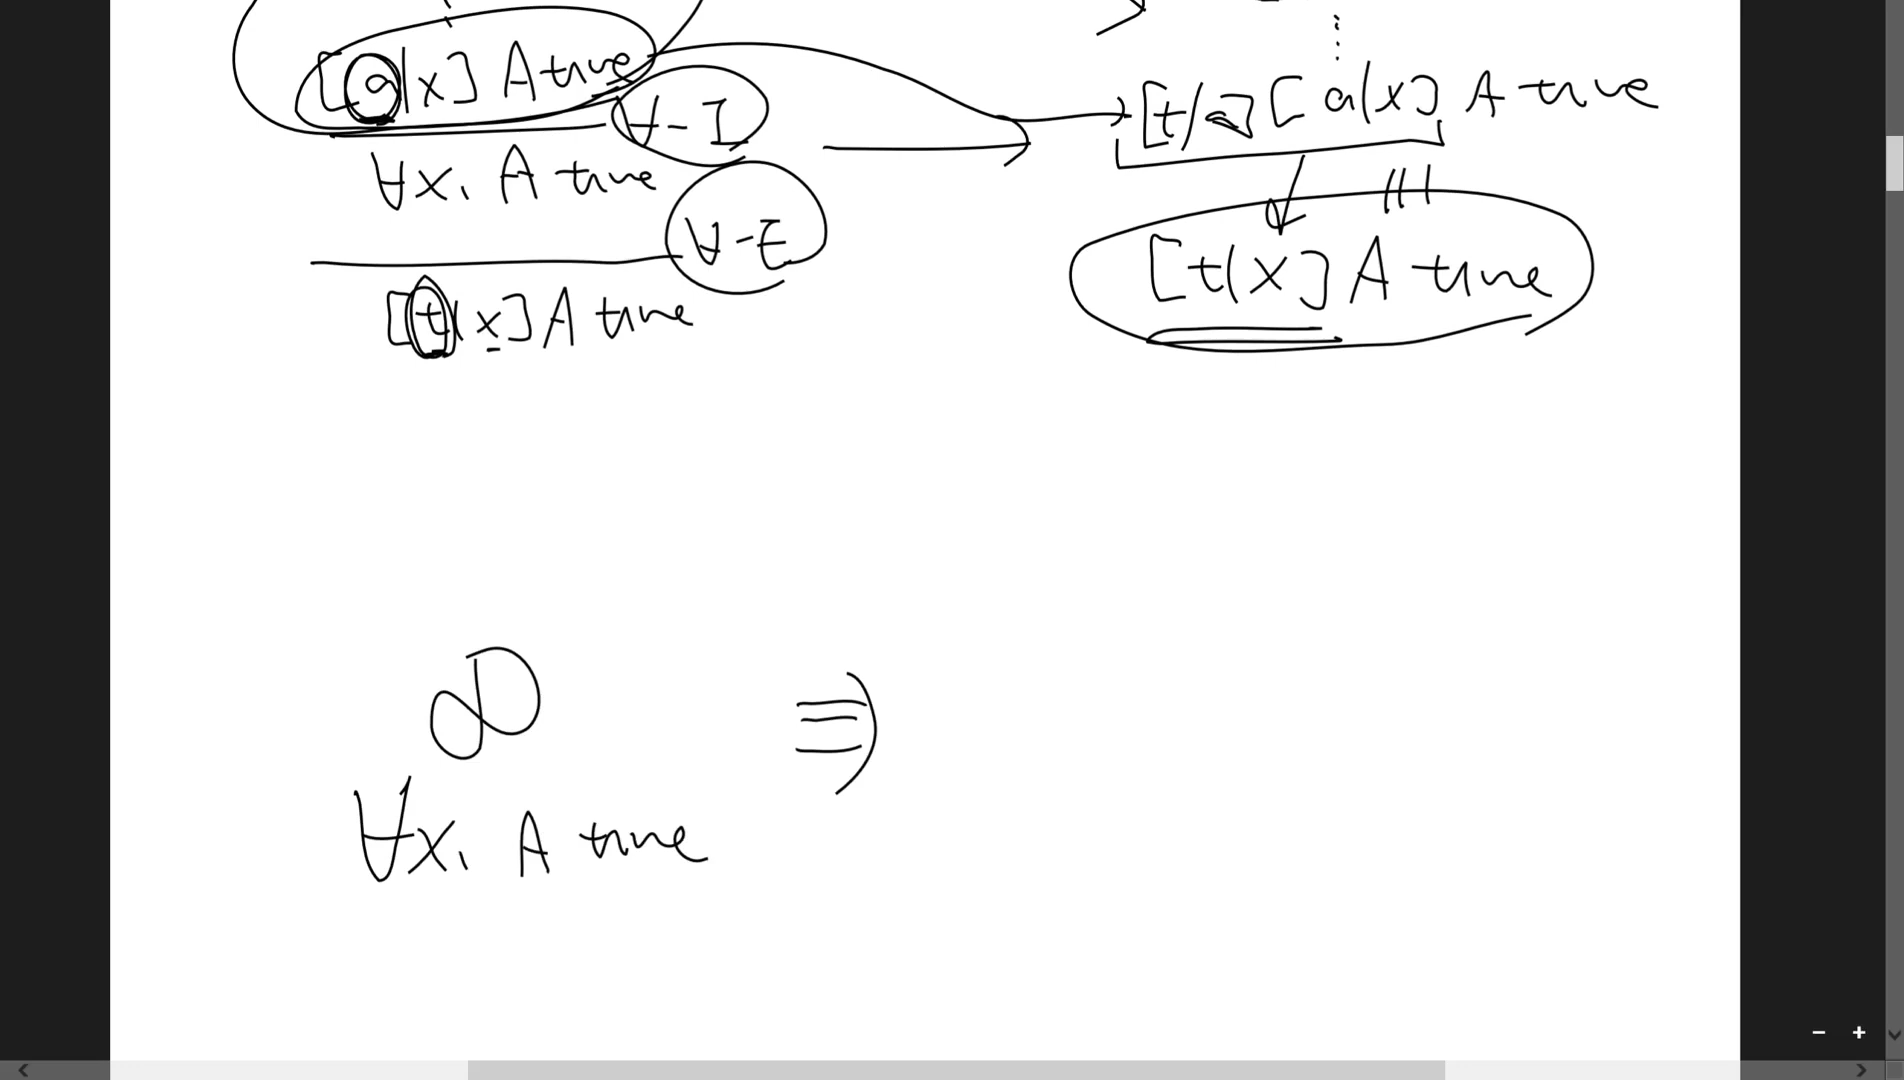 [a/x] A true
∀-I
∀x. A true
∀-E
[t/x] A true
[t/a][a/x] A true
[t/x] A true
D
∀x. A true